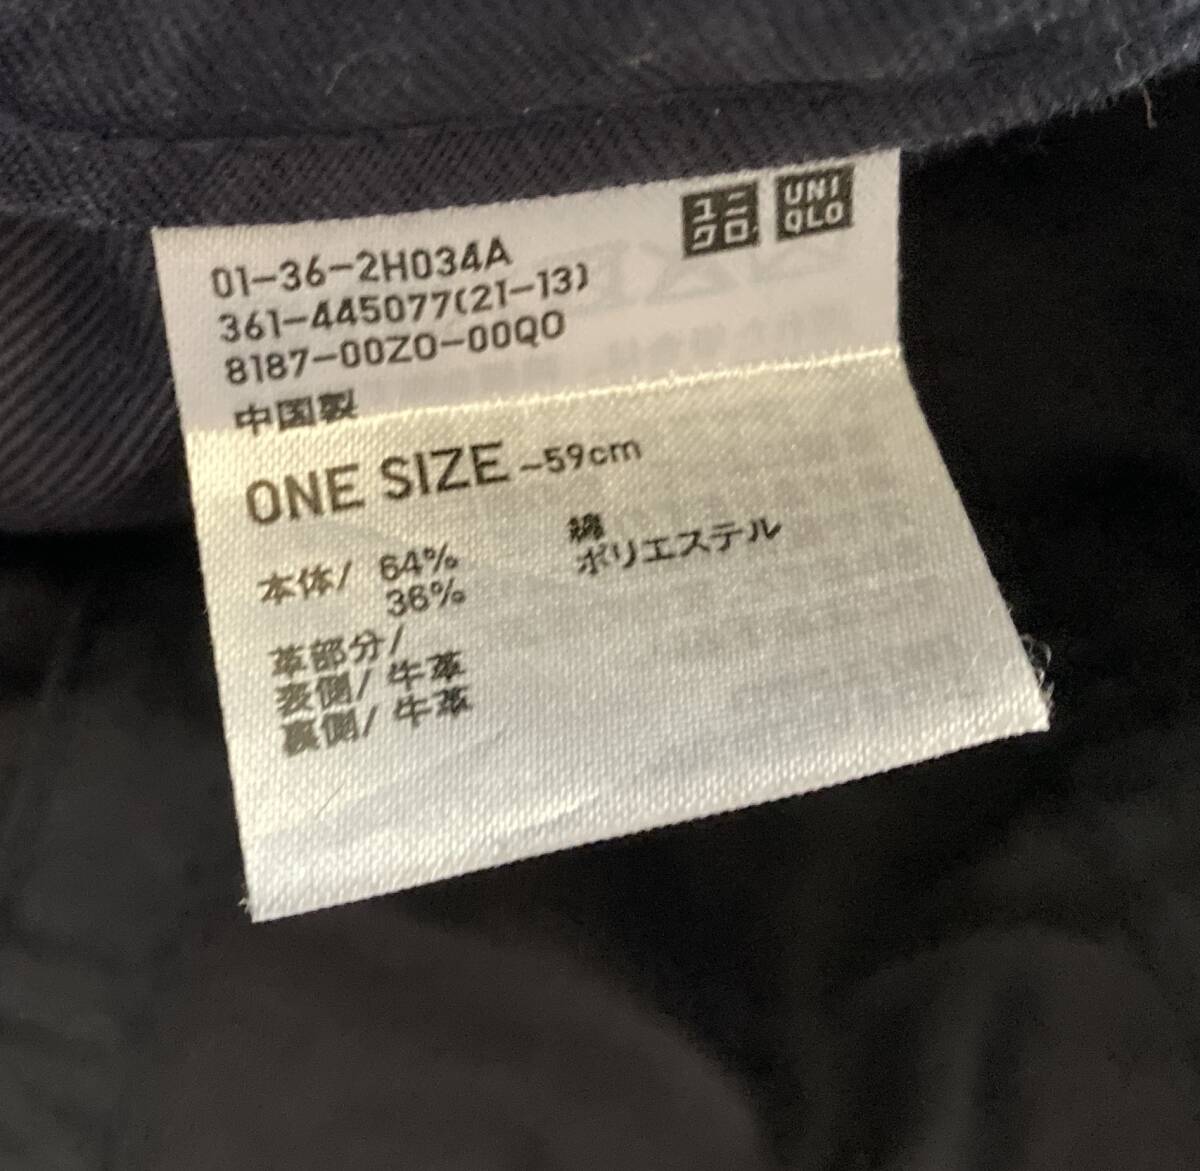 ユニ
クロ
UNI
QLO
01-36-2H034A
361-445077(21-13)
8187-00Z0-00Q0
中国製
ONE SIZE ~59cm
本体/ 64% 綿
36% ポリエステル
革部分/
表側/ 牛革
裏側/ 牛革